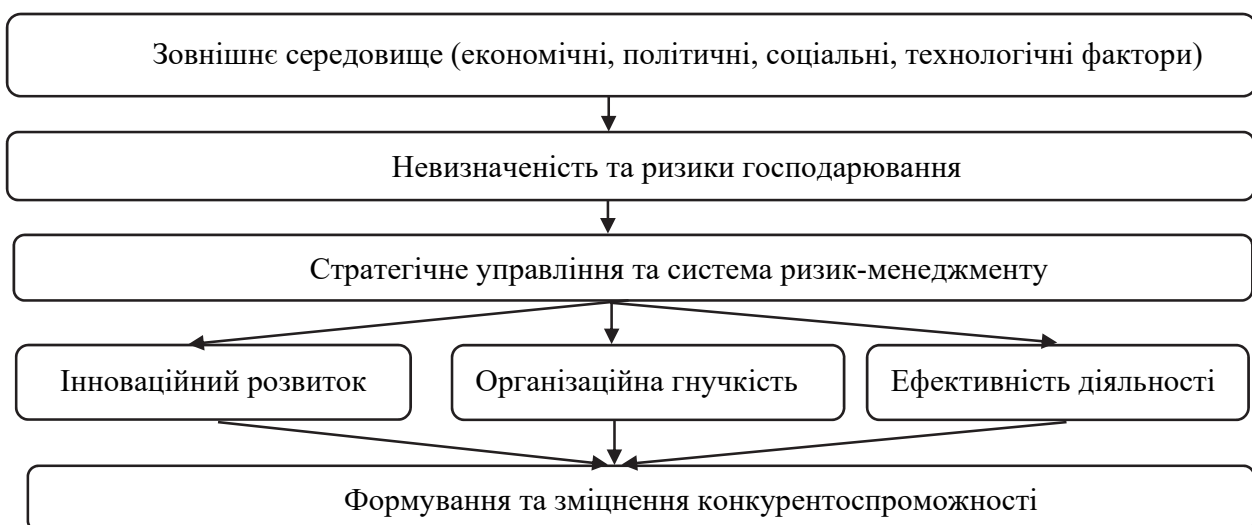 Зовнішнє середовище (економічні, політичні, соціальні, технологічні фактори)
Невизначеність та ризики господарювання
Стратегічне управління та система ризик-менеджменту
Інноваційний розвиток
Організаційна гнучкість
Ефективність діяльності
Формування та зміцнення конкурентоспроможності